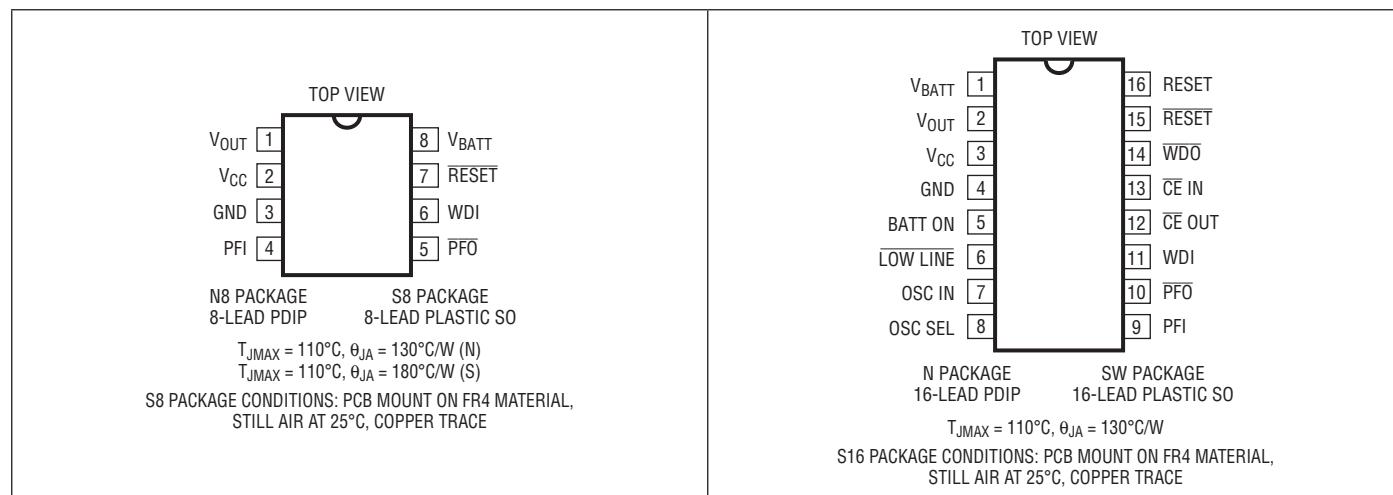 TOP VIEW
VOUT 1
VCC 2
GND 3
PFI 4
8 VBATT
7 RESET
6 WDI
5 PFO
N8 PACKAGE
8-LEAD PDIP
S8 PACKAGE
8-LEAD PLASTIC SO
TJMAX = 110°C, θJA = 130°C/W (N)
TJMAX = 110°C, θJA = 180°C/W (S)
S8 PACKAGE CONDITIONS: PCB MOUNT ON FR4 MATERIAL,
STILL AIR AT 25°C, COPPER TRACE
TOP VIEW
VBATT 1
VOUT 2
VCC 3
GND 4
BATT ON 5
LOW LINE 6
OSC IN 7
OSC SEL 8
16 RESET
15 RESET
14 WDO
13 CE IN
12 CE OUT
11 WDI
10 PFO
9 PFI
N PACKAGE
16-LEAD PDIP
SW PACKAGE
16-LEAD PLASTIC SO
TJMAX = 110°C, θJA = 130°C/W
S16 PACKAGE CONDITIONS: PCB MOUNT ON FR4 MATERIAL,
STILL AIR AT 25°C, COPPER TRACE